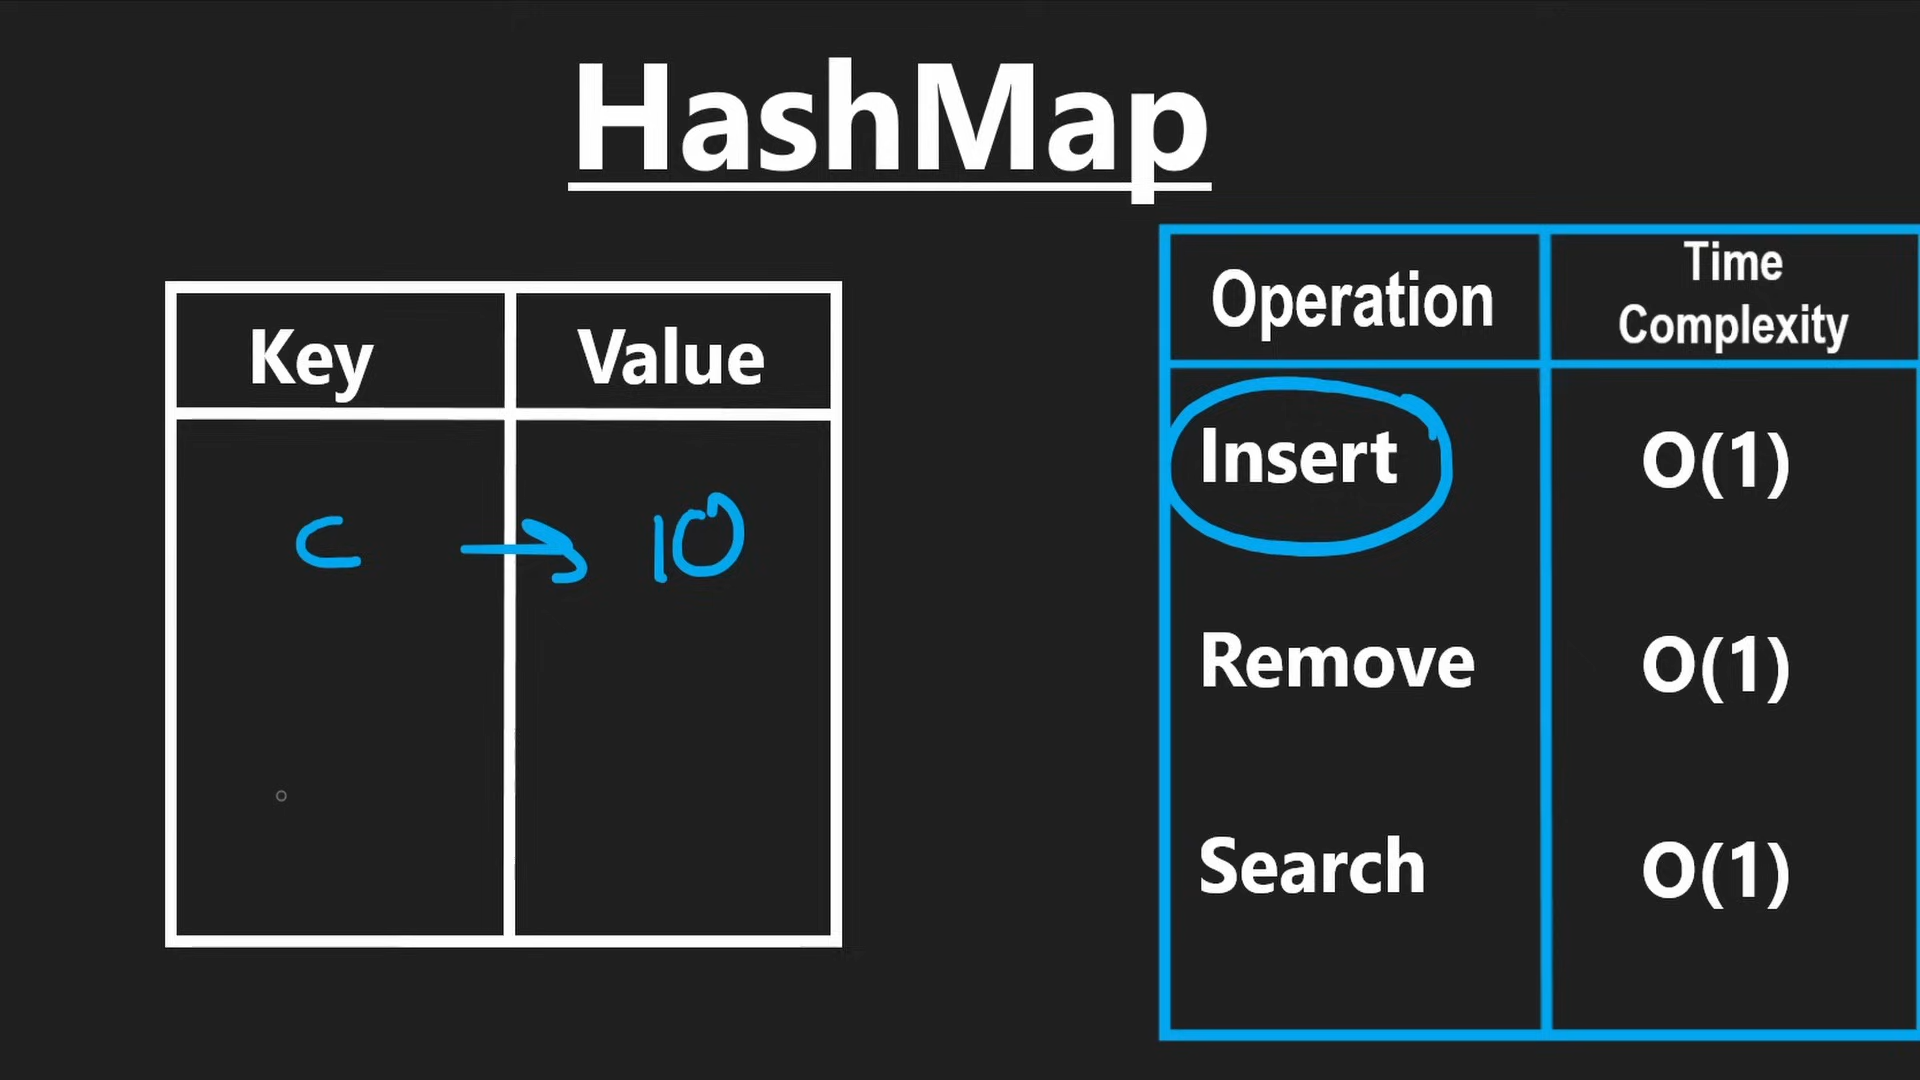 HashMap
Key Value
c → 10
Operation Time Complexity
Insert O(1)
Remove O(1)
Search O(1)